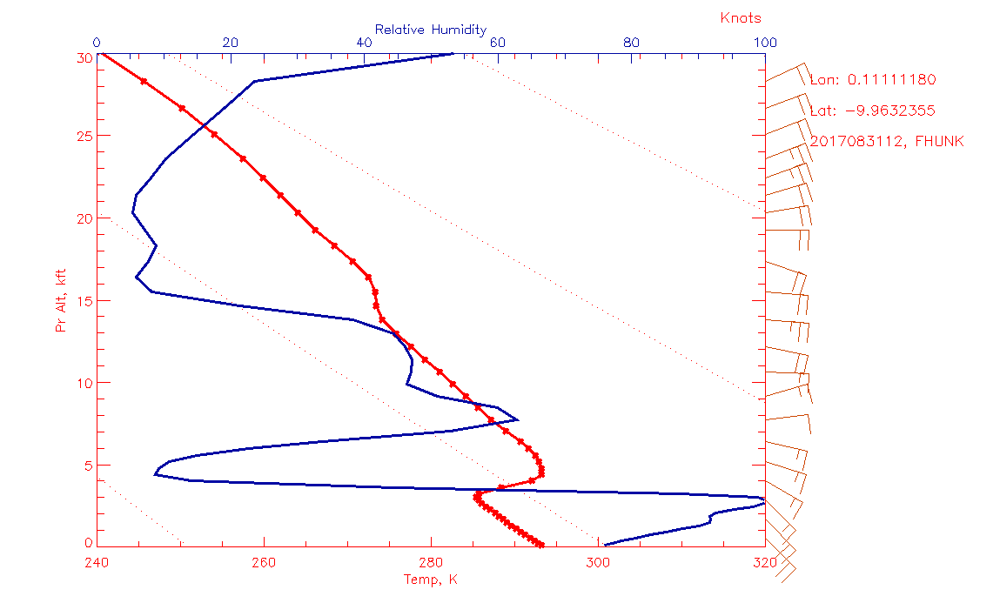 Knots
Relative Humidity
0 20 40 60 80 100
30
25
20
15
10
5
0
Pr Alt, kft
240 260 280 300 320
Temp, K
Lon: 0.11111180
Lat: −9.9632355
2017083112, FHUNK